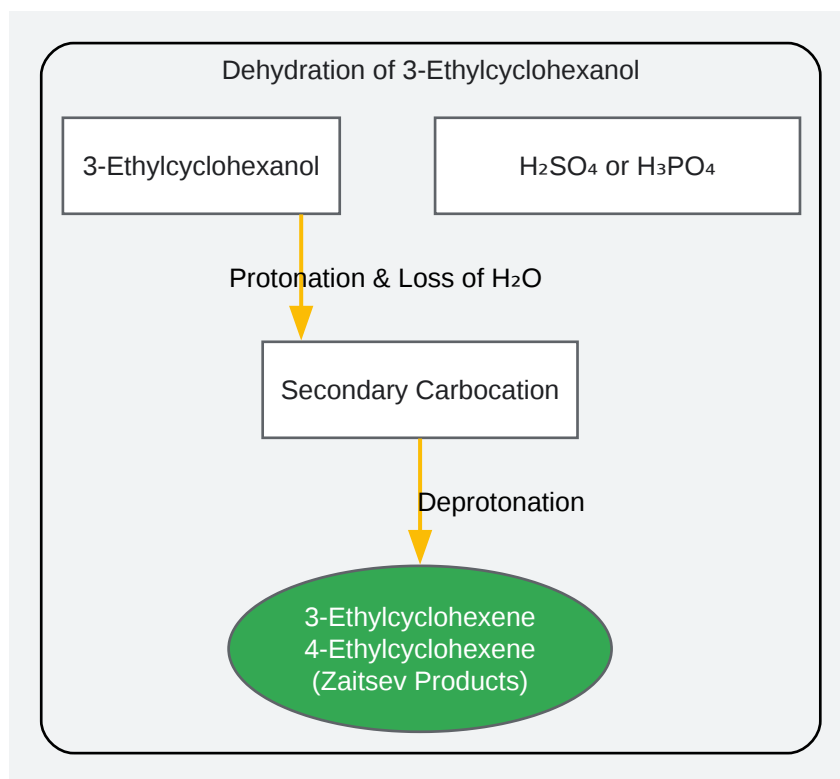 Dehydration of 3-Ethylcyclohexanol
3-Ethylcyclohexanol
H₂SO₄ or H₃PO₄
Protonation & Loss of H₂O
Secondary Carbocation
Deprotonation
3-Ethylcyclohexene
4-Ethylcyclohexene
(Zaitsev Products)